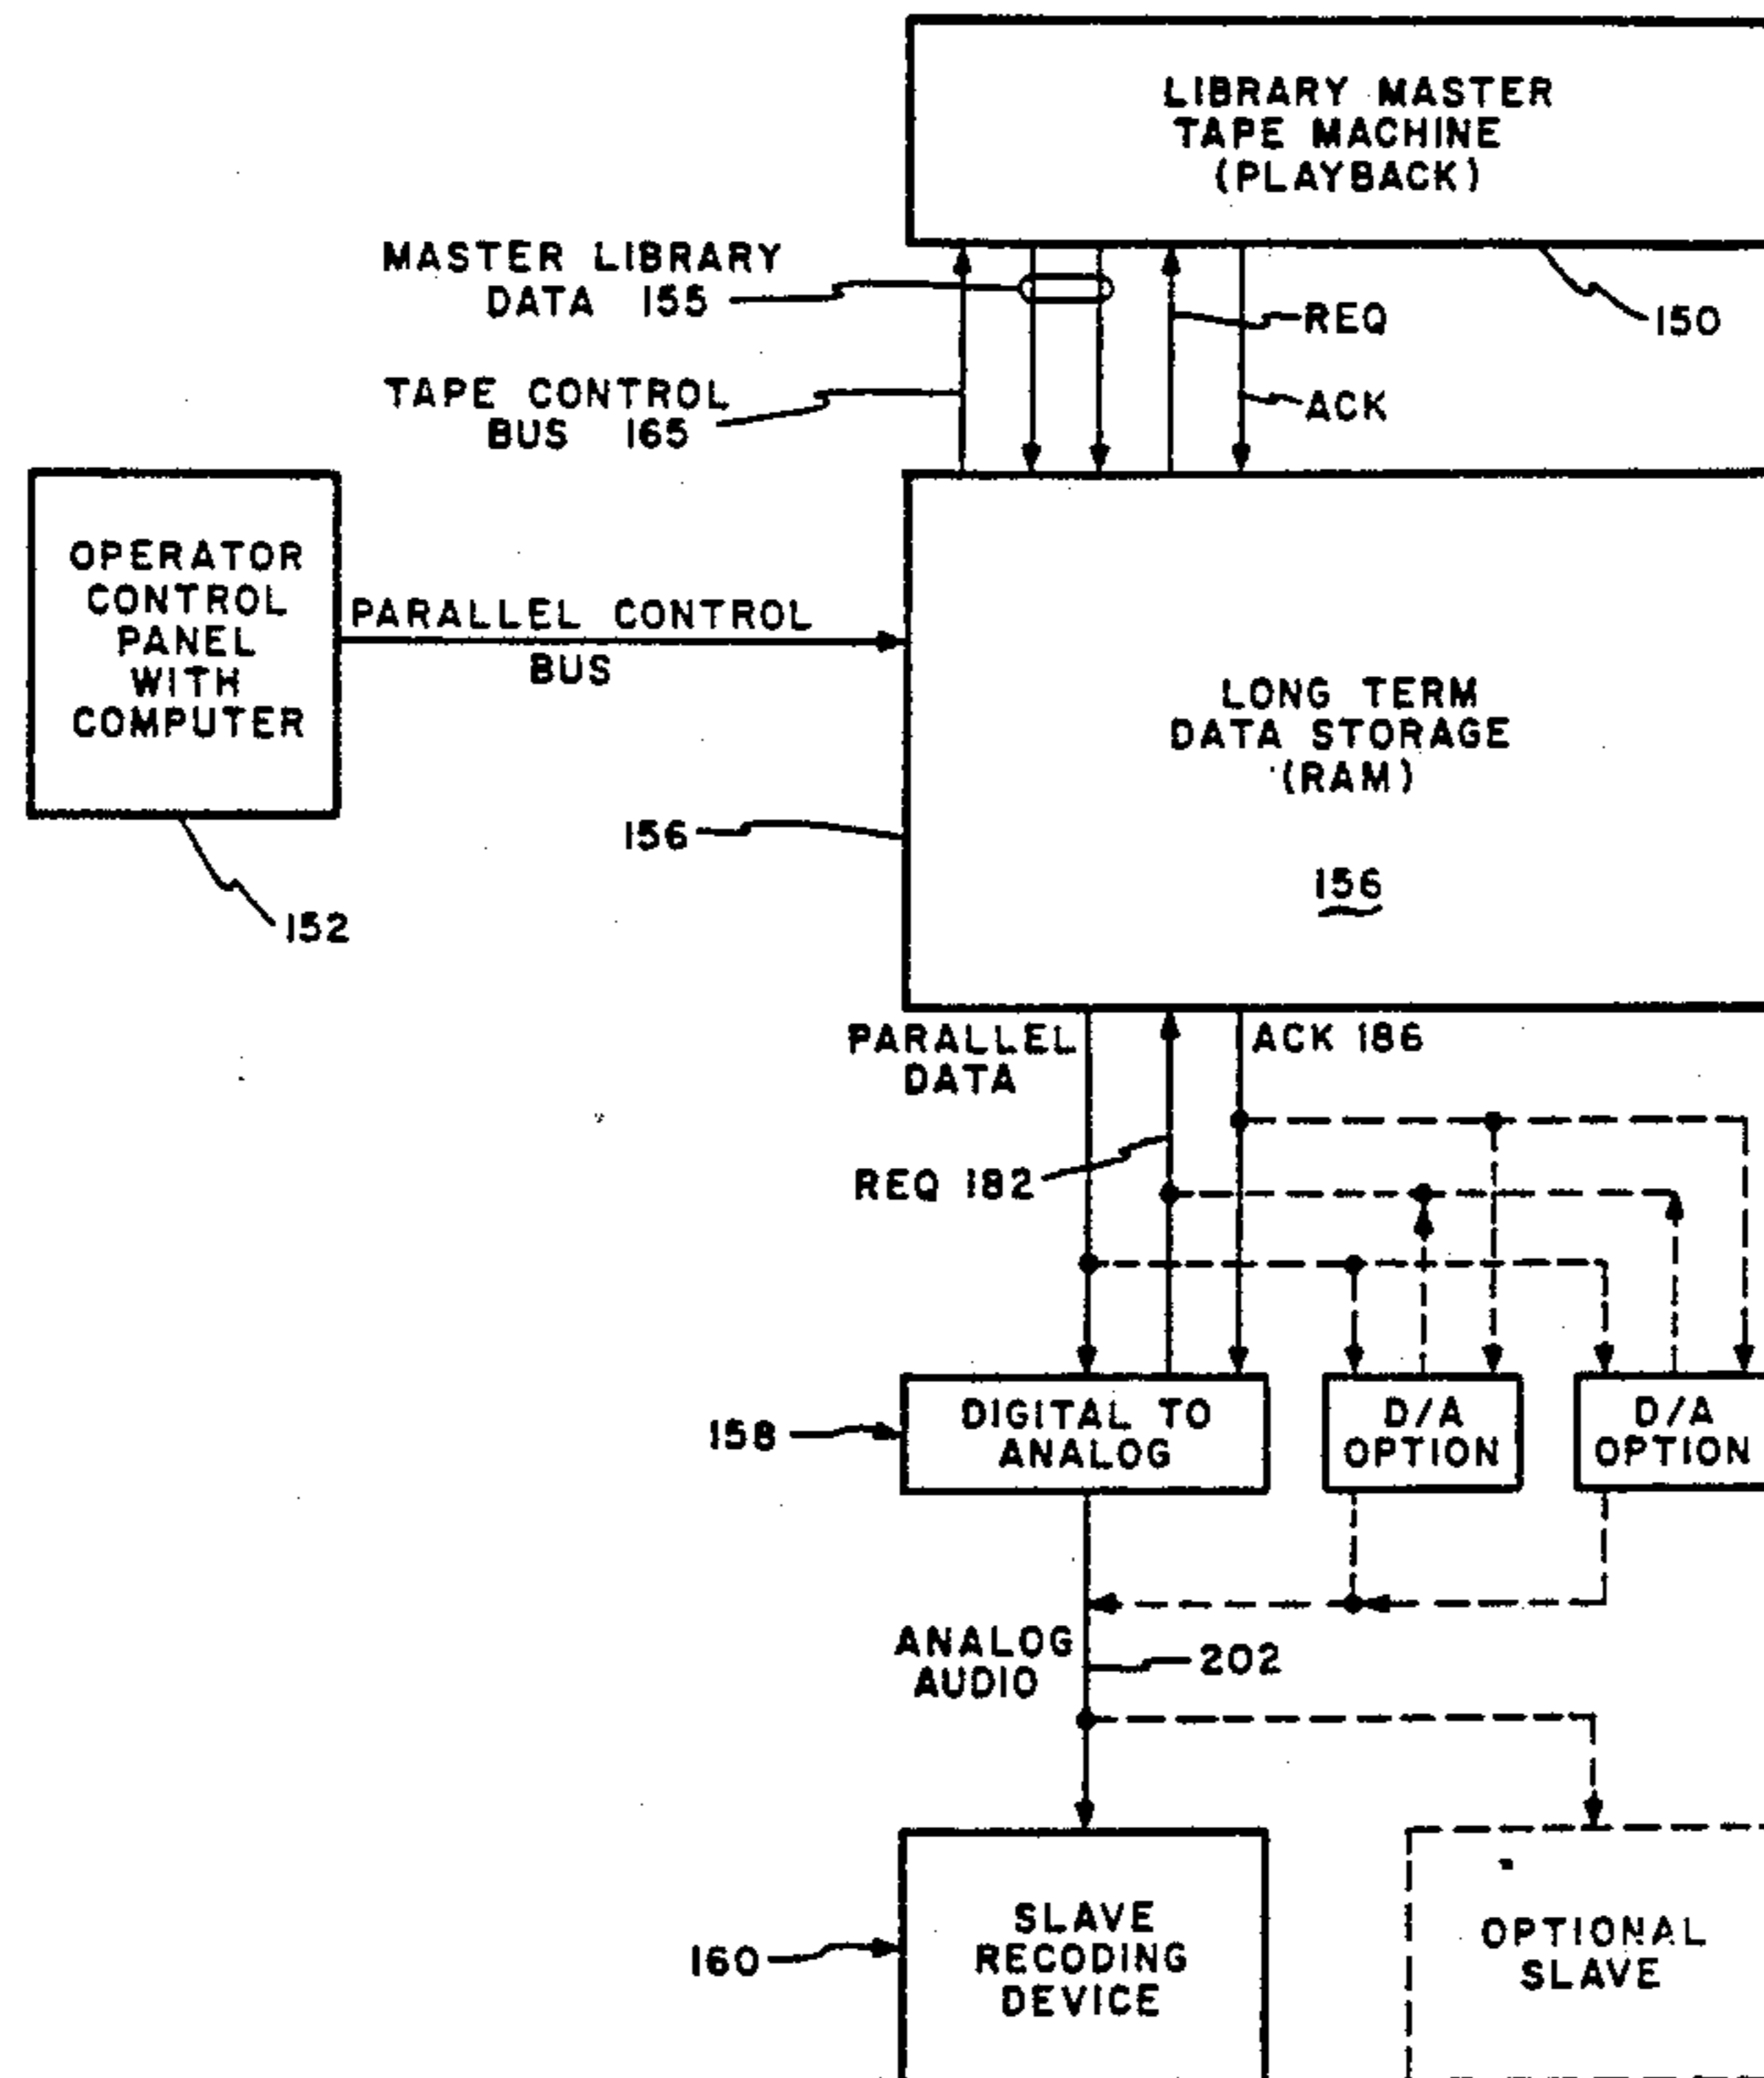 LIBRARY MASTER
TAPE MACHINE
(PLAYBACK)
MASTER LIBRARY
DATA 155
REQ
150
TAPE CONTROL
BUS 165
ACK
OPERATOR
CONTROL
PANEL
WITH
COMPUTER
152
PARALLEL CONTROL
BUS
LONG TERM
DATA STORAGE
(RAM)
156
156
PARALLEL
DATA
ACK 186
REQ 182
158
DIGITAL TO
ANALOG
D/A
OPTION
D/A
OPTION
ANALOG
AUDIO
202
160
SLAVE
RECODING
DEVICE
OPTIONAL
SLAVE